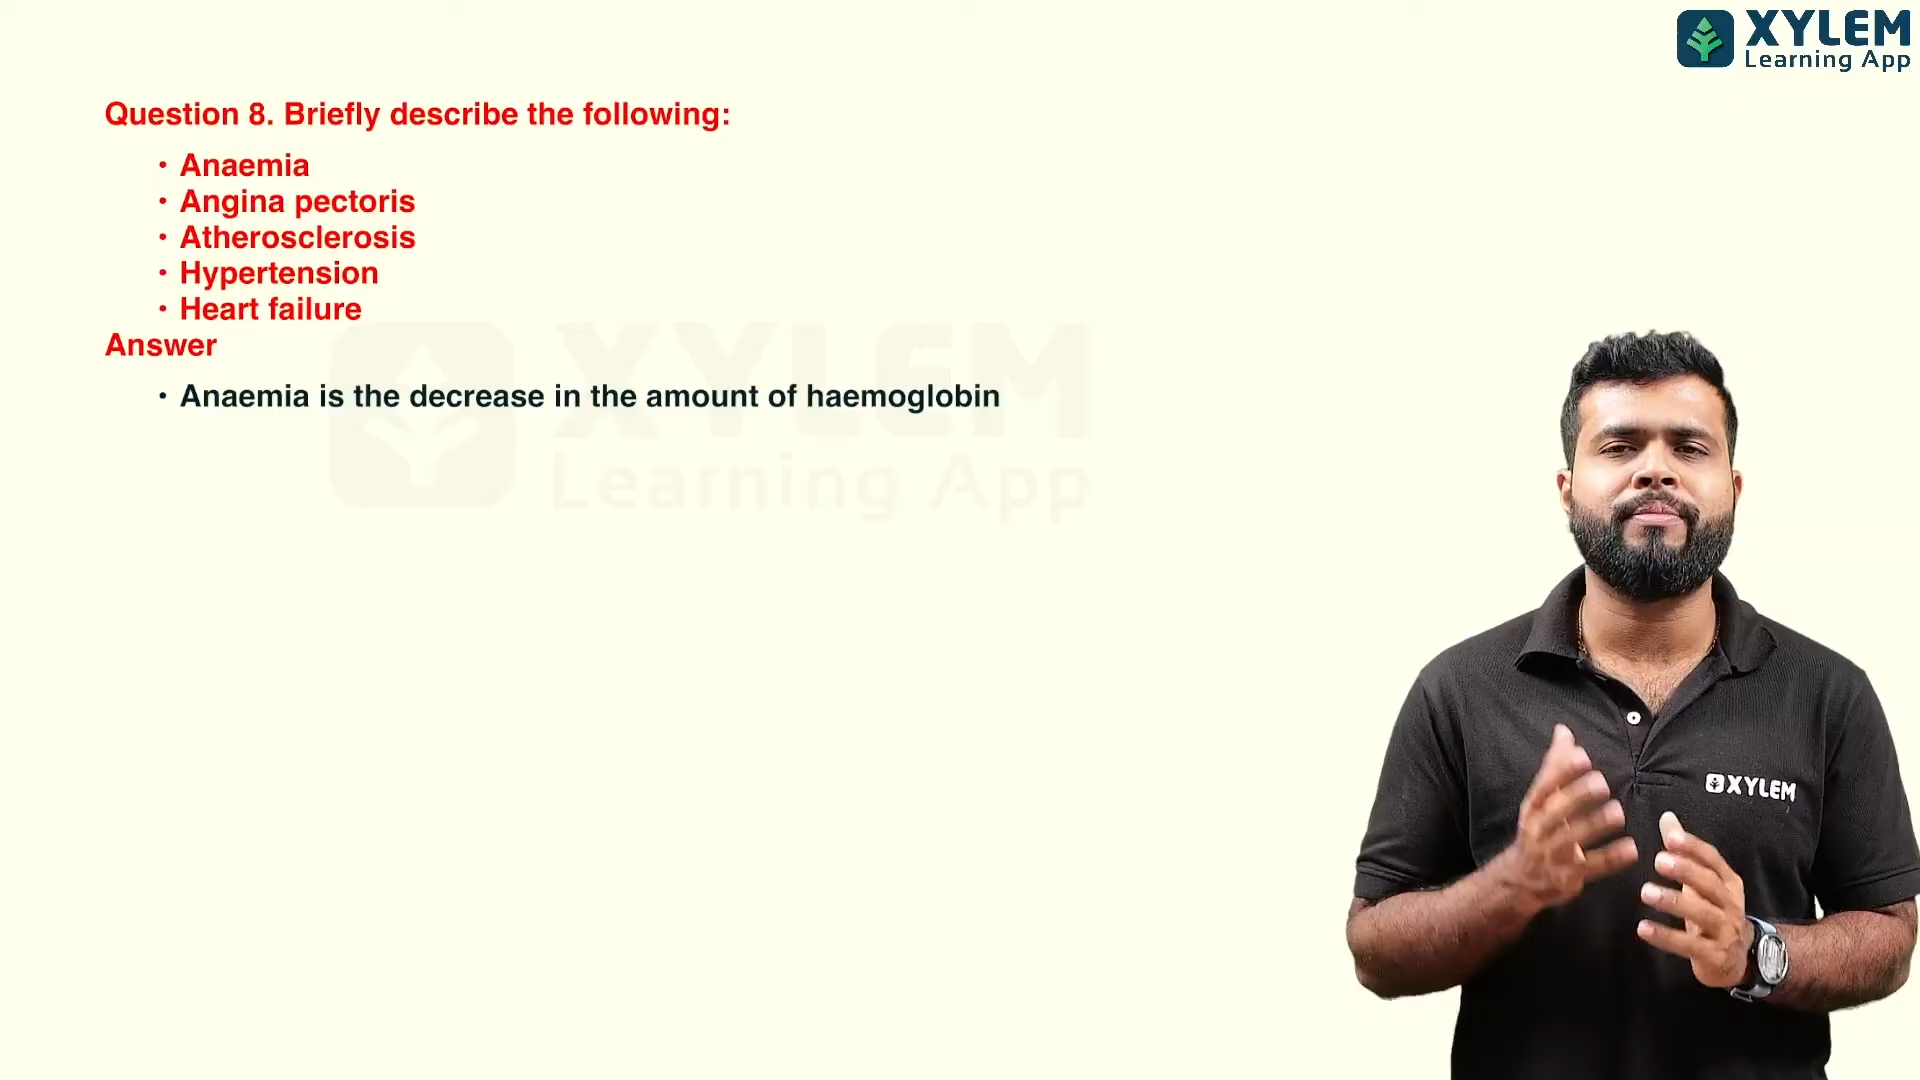 XYLEM
Learning App
Question 8. Briefly describe the following:
• Anaemia
• Angina pectoris
• Atherosclerosis
• Hypertension
• Heart failure
Answer
• Anaemia is the decrease in the amount of haemoglobin
XYLEM
Learning App
XYLEM